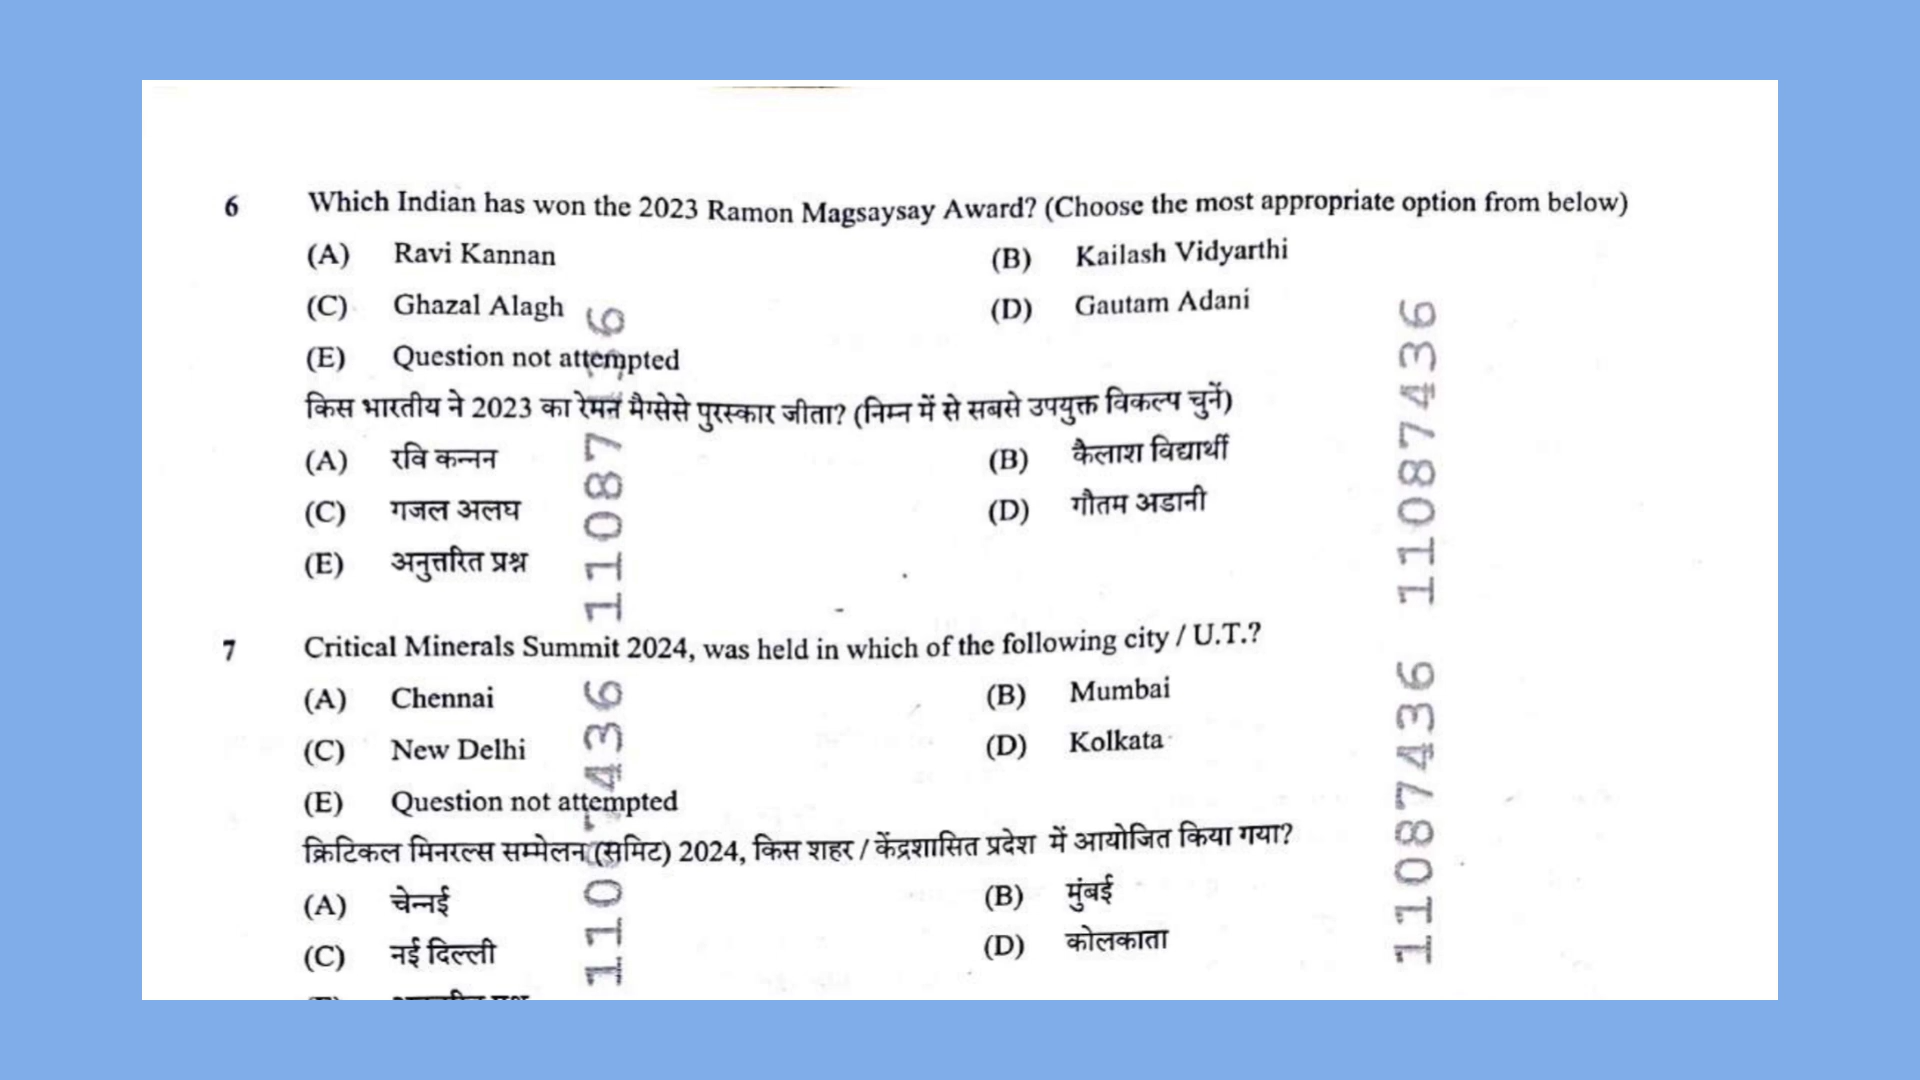 6 Which Indian has won the 2023 Ramon Magsaysay Award? (Choose the most appropriate option from below)
(A) Ravi Kannan (B) Kailash Vidyarthi
(C) Ghazal Alagh (D) Gautam Adani
(E) Question not attempted
किस भारतीय ने 2023 का रेमन मैग्सेसे पुरस्कार जीता? (निम्न में से सबसे उपयुक्त विकल्प चुनें)
(A) रवि कन्नन (B) कैलाश विद्यार्थी
(C) गजल अलघ (D) गौतम अडानी
(E) अनुत्तरित प्रश्न
7 Critical Minerals Summit 2024, was held in which of the following city / U.T.?
(A) Chennai (B) Mumbai
(C) New Delhi (D) Kolkata
(E) Question not attempted
क्रिटिकल मिनरल्स सम्मेलन (समिट) 2024, किस शहर / केंद्रशासित प्रदेश में आयोजित किया गया?
(A) चेन्नई (B) मुंबई
(C) नई दिल्ली (D) कोलकाता
11087436
11087436
11087436
11087436